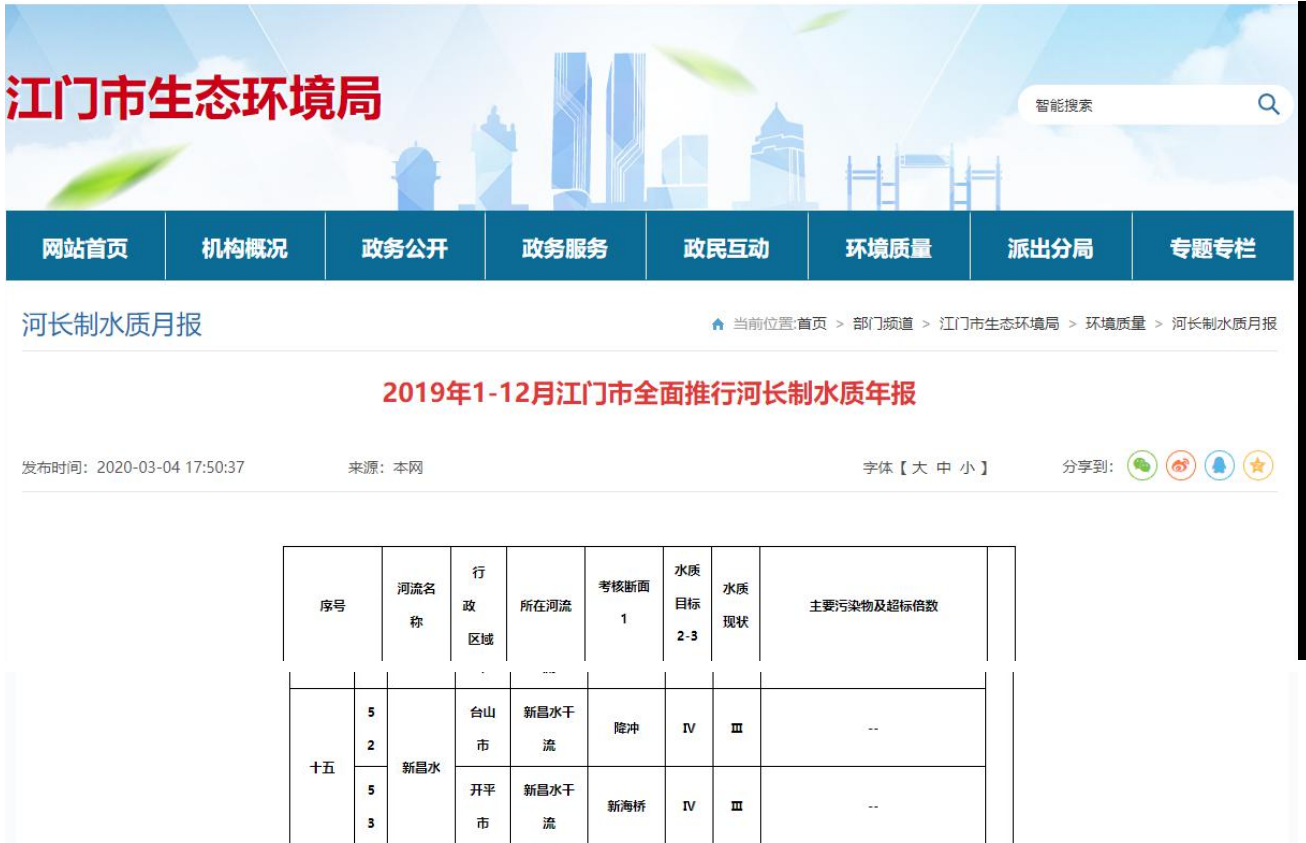 江门市生态环境局
智能搜索
网站首页 机构概况 政务公开 政务服务 政民互动 环境质量 派出分局 专题专栏
河长制水质月报
当前位置:首页 > 部门频道 > 江门市生态环境局 > 环境质量 > 河长制水质月报
2019年1-12月江门市全面推行河长制水质年报
发布时间：2020-03-04 17:50:37 来源：本网 字体【 大 中 小 】 分享到：
序号 河流名称 行政区域 所在河流 考核断面1 水质目标2-3 水质现状 主要污染物及超标倍数
十五 新昌水
52 台山市 新昌水干流 降冲 Ⅳ Ⅲ --
53 开平市 新昌水干流 新海桥 Ⅳ Ⅲ --